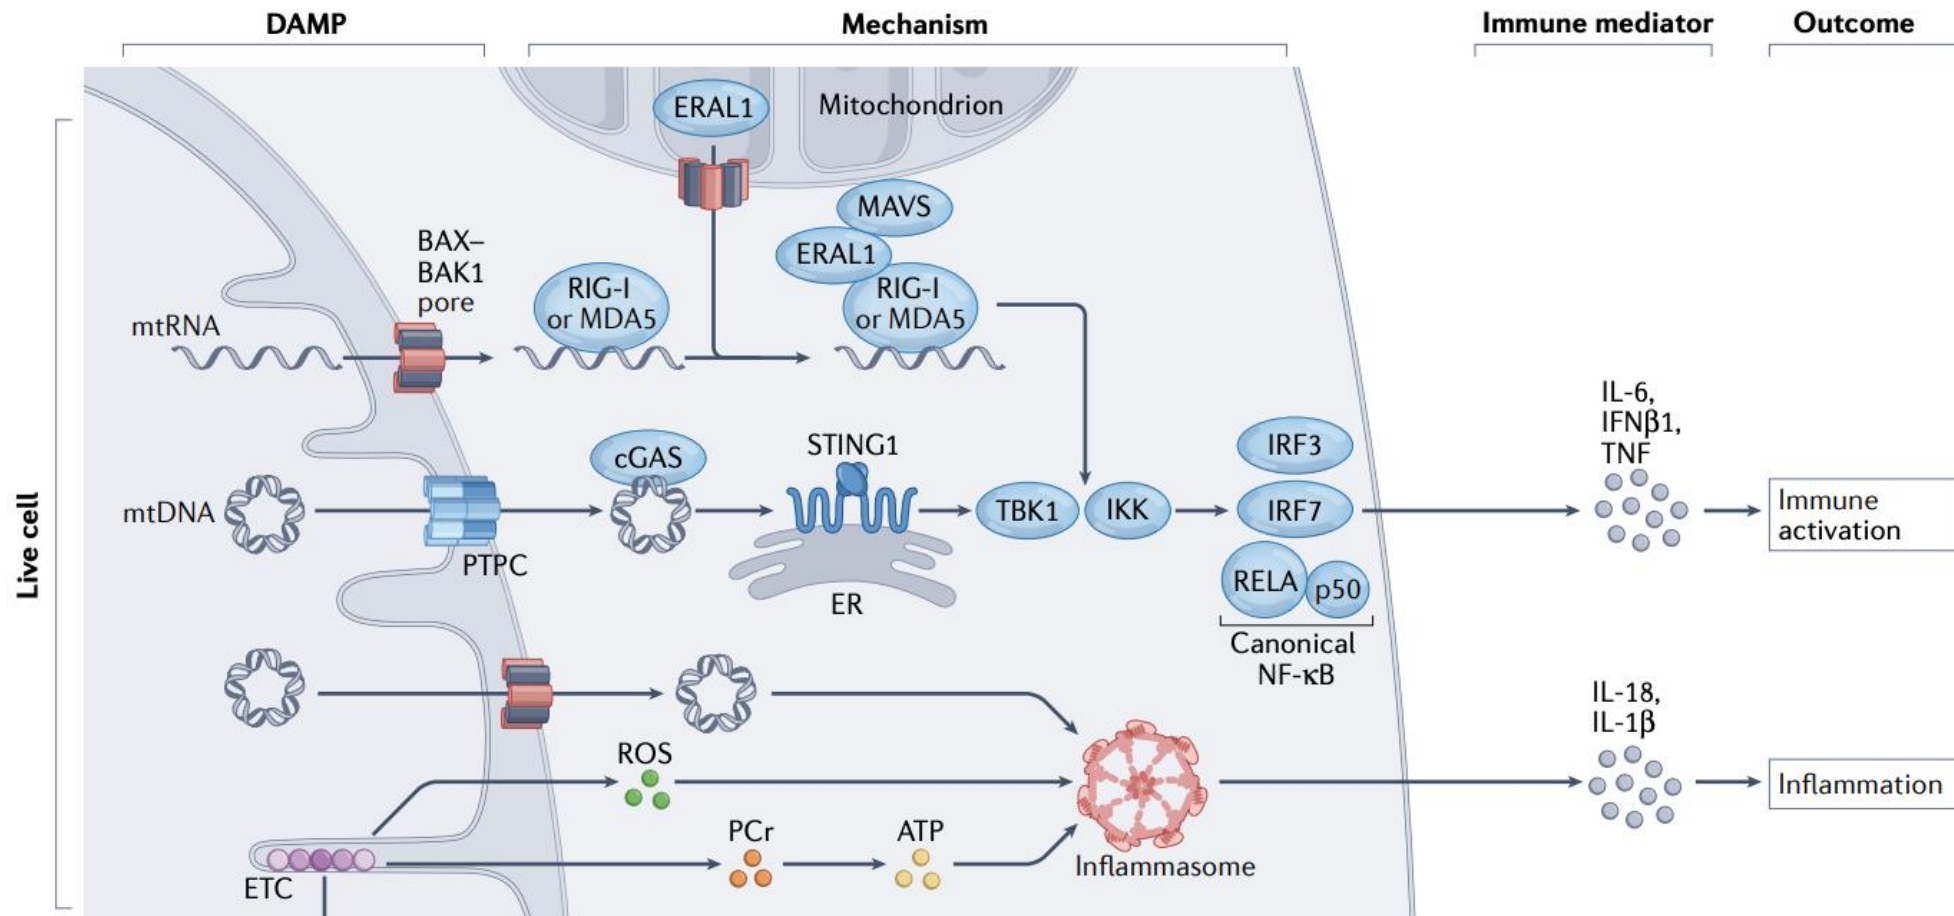 DAMP
Mechanism
Immune mediator
Outcome
Live cell
ERAL1
Mitochondrion
MAVS
ERAL1
BAX–
BAK1
pore
RIG-I
or MDA5
RIG-I
or MDA5
mtRNA
IL-6,
IFNβ1,
TNF
cGAS
STING1
IRF3
mtDNA
TBK1
IKK
IRF7
Immune
activation
PTPC
ER
RELA
p50
Canonical
NF-κB
IL-18,
IL-1β
ROS
Inflammation
PCr
ATP
Inflammasome
ETC